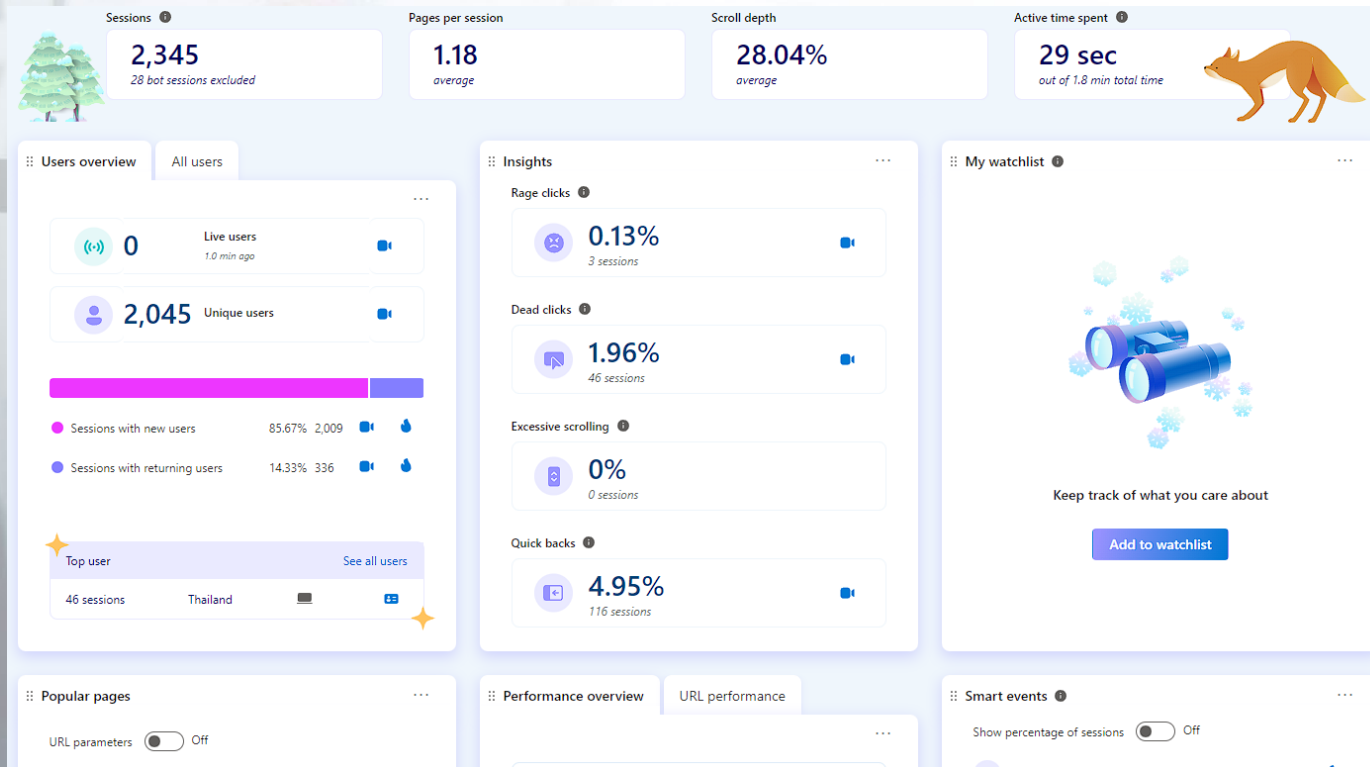 Sessions
2,345
28 bot sessions excluded
Pages per session
1.18
average
Scroll depth
28.04%
average
Active time spent
29 sec
out of 1.8 min total time
Users overview
All users
0
Live users
1.0 min ago
2,045
Unique users
Sessions with new users 85.67% 2,009
Sessions with returning users 14.33% 336
Top user See all users
46 sessions Thailand
Insights
Rage clicks
0.13%
3 sessions
Dead clicks
1.96%
46 sessions
Excessive scrolling
0%
0 sessions
Quick backs
4.95%
116 sessions
My watchlist
Keep track of what you care about
Add to watchlist
Popular pages
URL parameters Off
Performance overview
URL performance
Smart events
Show percentage of sessions Off